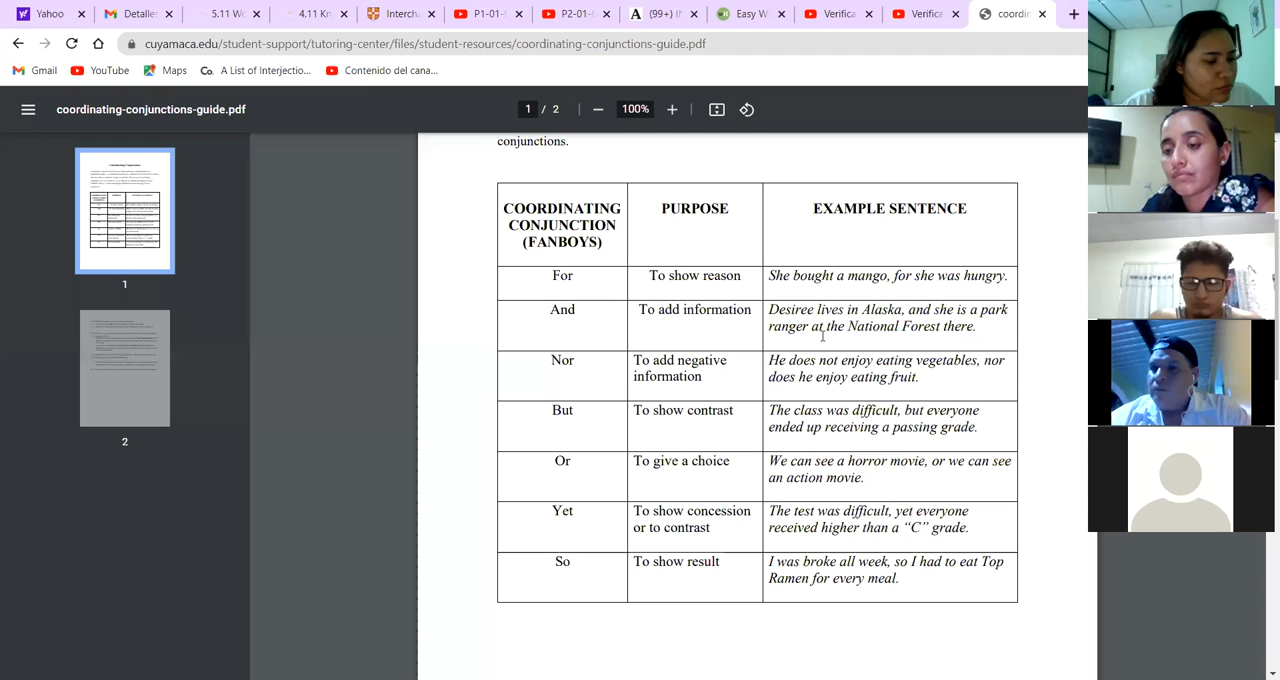 Yahoo
Detalles
5.11 Wo
4.11 Km
Intercha
P1-01-
P2-01-
(99+) I
Easy W
Verifica
Verifica
coordin
cuyamaca.edu/student-support/tutoring-center/files/student-resources/coordinating-conjunctions-guide.pdf
Gmail
YouTube
Maps
Co.
A List of Interjectio...
Contenido del cana...
coordinating-conjunctions-guide.pdf
1 / 2
100%
1
2
conjunctions.
COORDINATING
CONJUNCTION
(FANBOYS)
PURPOSE
EXAMPLE SENTENCE
For
To show reason
She bought a mango, for she was hungry.
And
To add information
Desiree lives in Alaska, and she is a park
ranger at the National Forest there.
Nor
To add negative
information
He does not enjoy eating vegetables, nor
does he enjoy eating fruit.
But
To show contrast
The class was difficult, but everyone
ended up receiving a passing grade.
Or
To give a choice
We can see a horror movie, or we can see
an action movie.
Yet
To show concession
or to contrast
The test was difficult, yet everyone
received higher than a “C” grade.
So
To show result
I was broke all week, so I had to eat Top
Ramen for every meal.